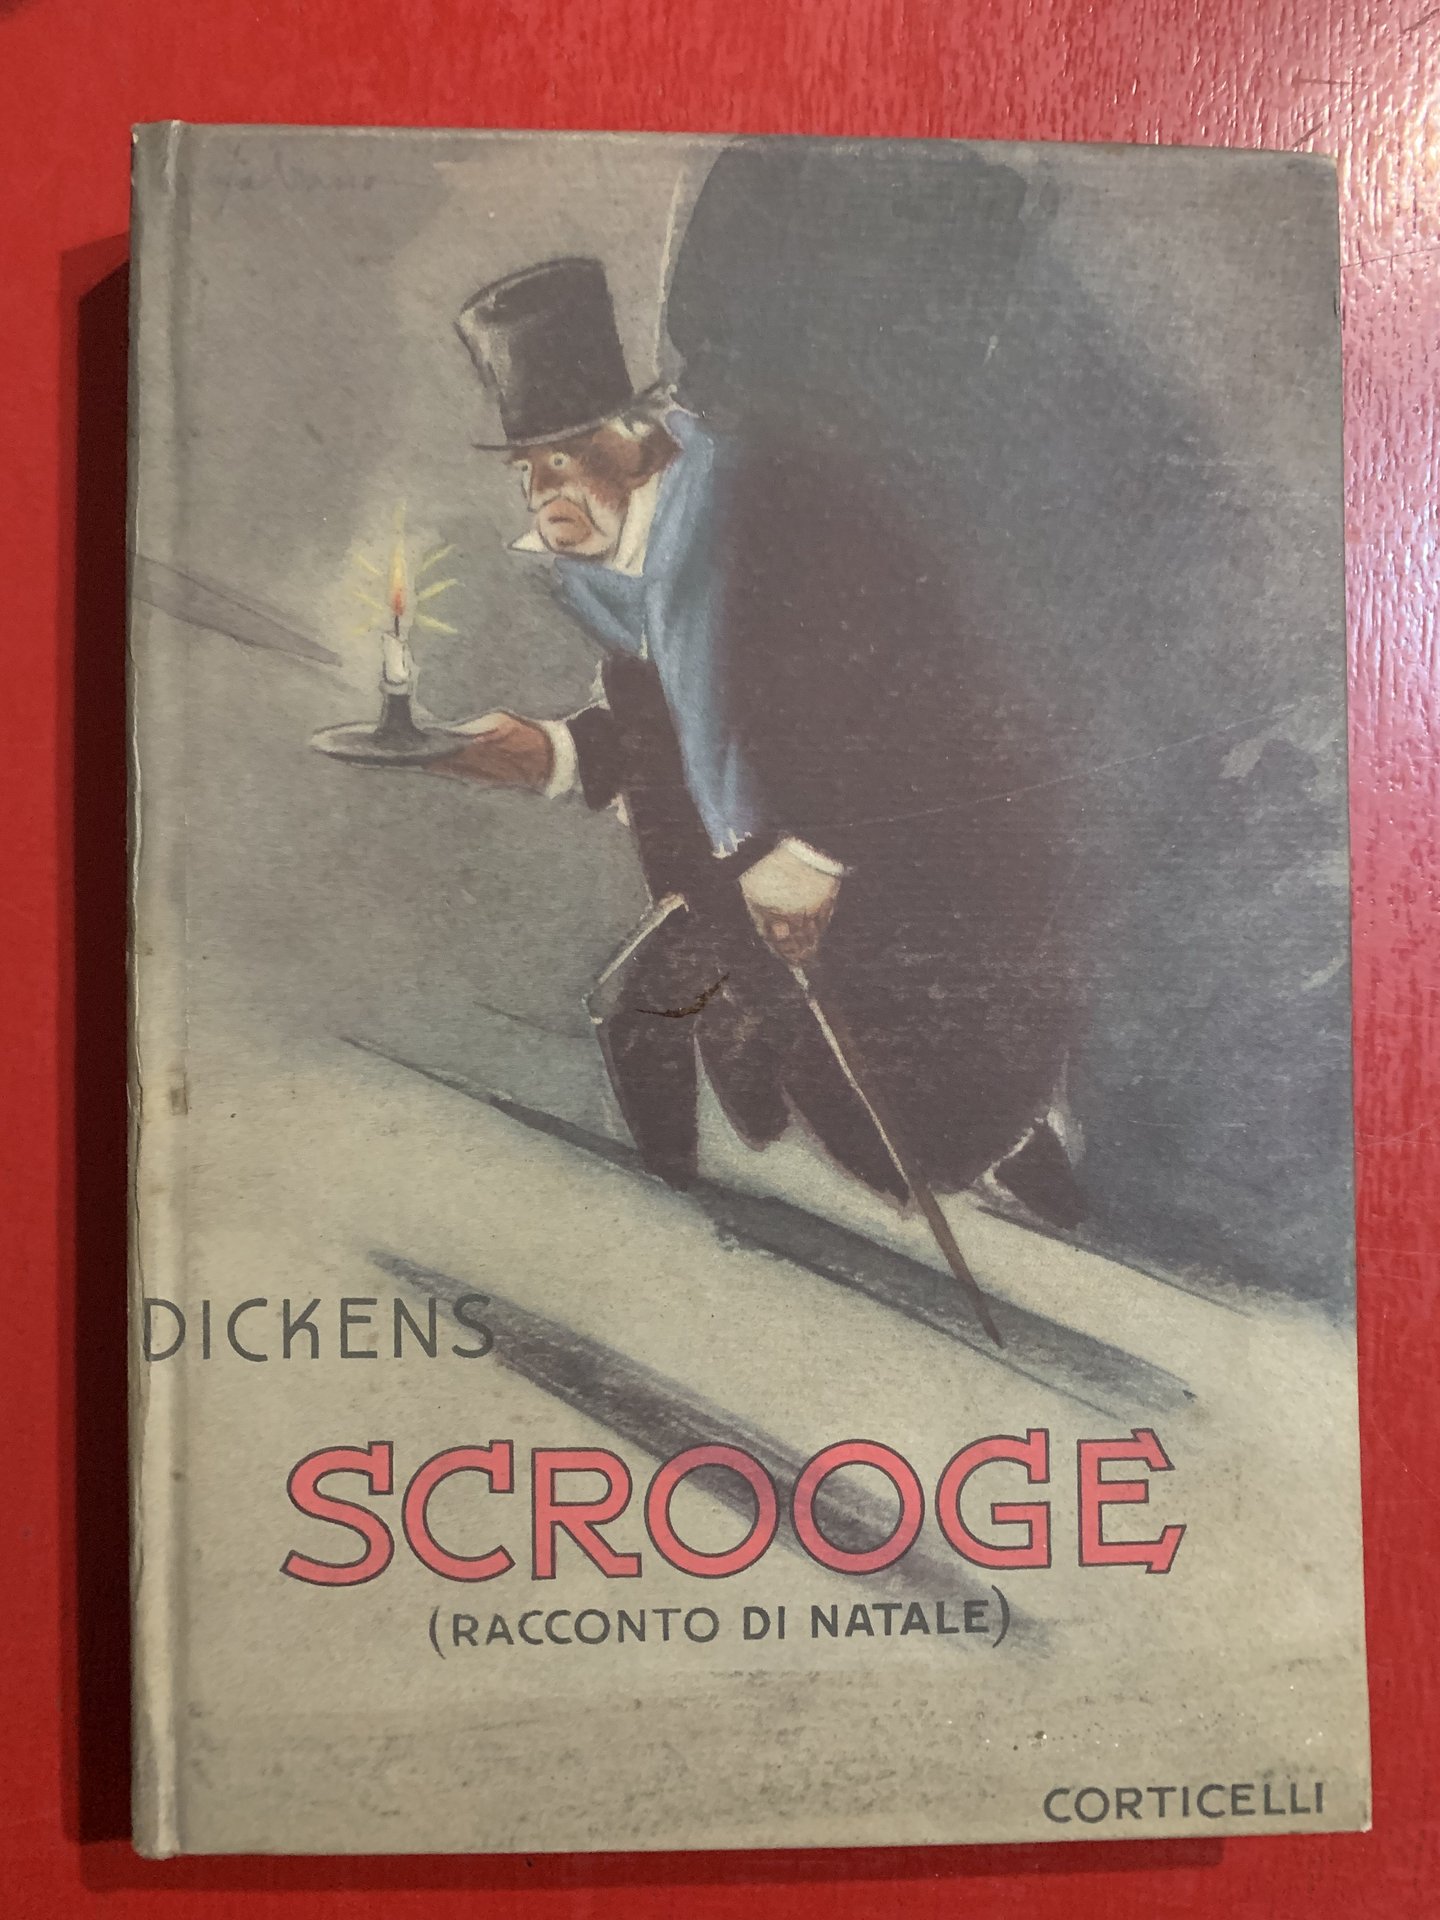 DICKENS
SCROOGE
(RACCONTO DI NATALE)
CORTICELLI